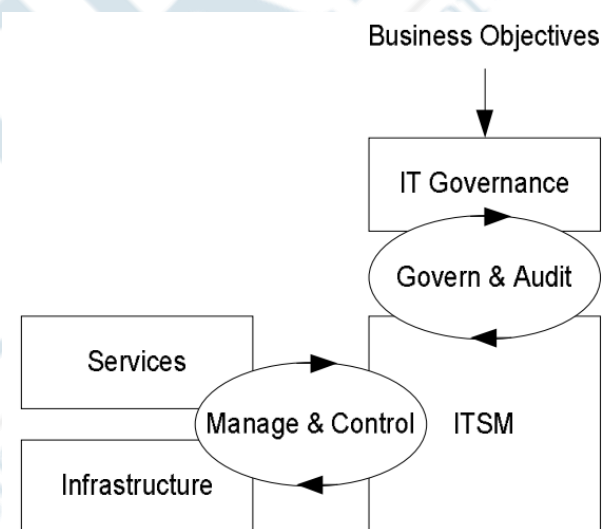 Business Objectives
IT Governance
Govern & Audit
Services
Manage & Control
ITSM
Infrastructure